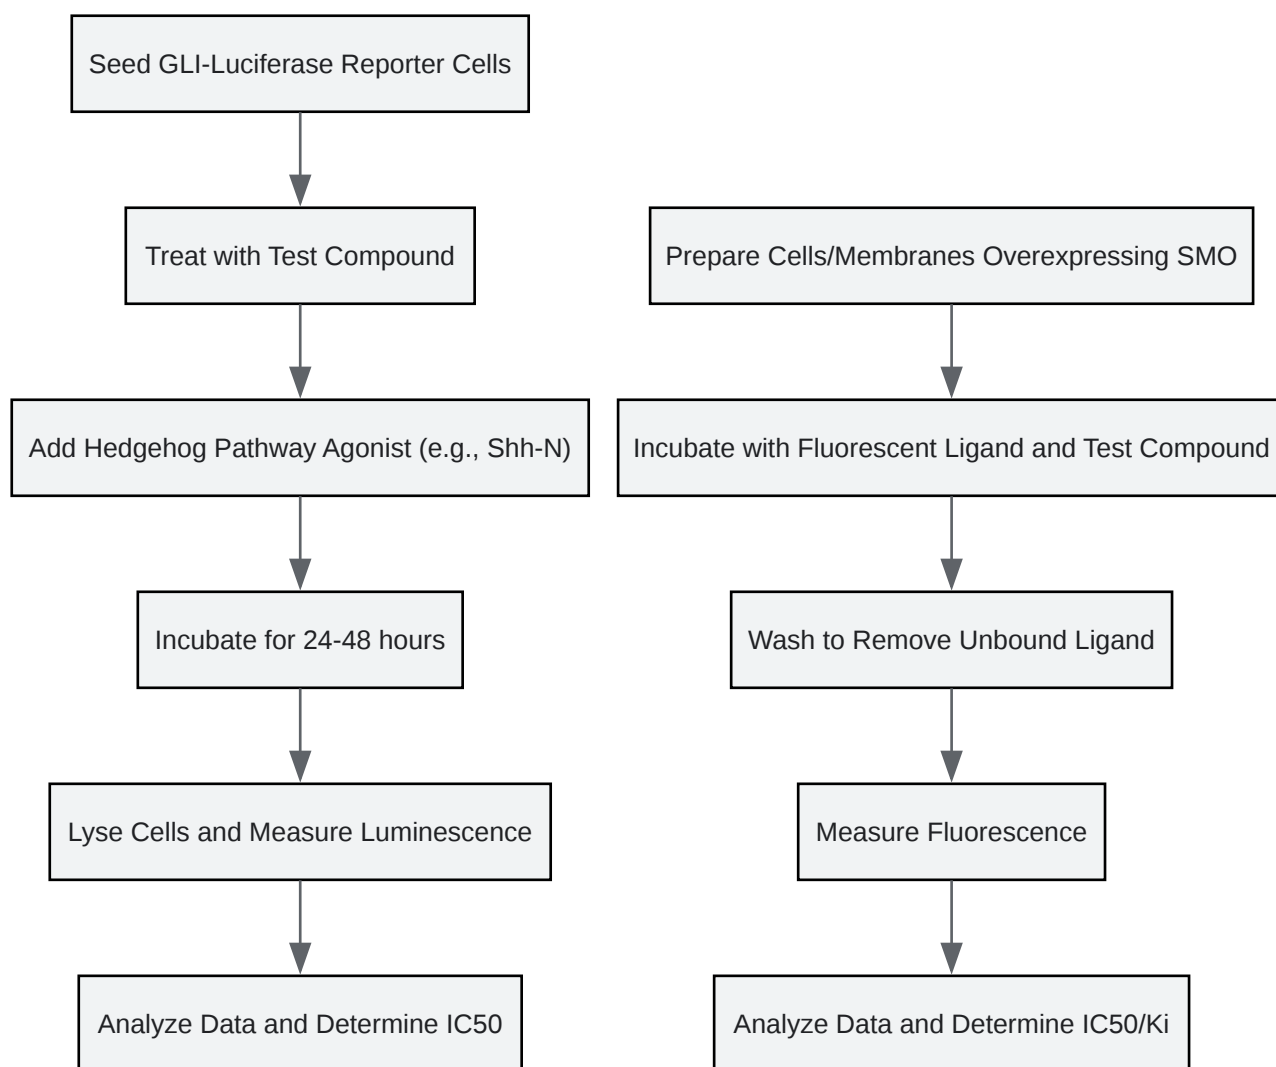 Seed GLI-Luciferase Reporter Cells
Treat with Test Compound
Add Hedgehog Pathway Agonist (e.g., Shh-N)
Incubate for 24-48 hours
Lyse Cells and Measure Luminescence
Analyze Data and Determine IC50
Prepare Cells/Membranes Overexpressing SMO
Incubate with Fluorescent Ligand and Test Compound
Wash to Remove Unbound Ligand
Measure Fluorescence
Analyze Data and Determine IC50/Ki